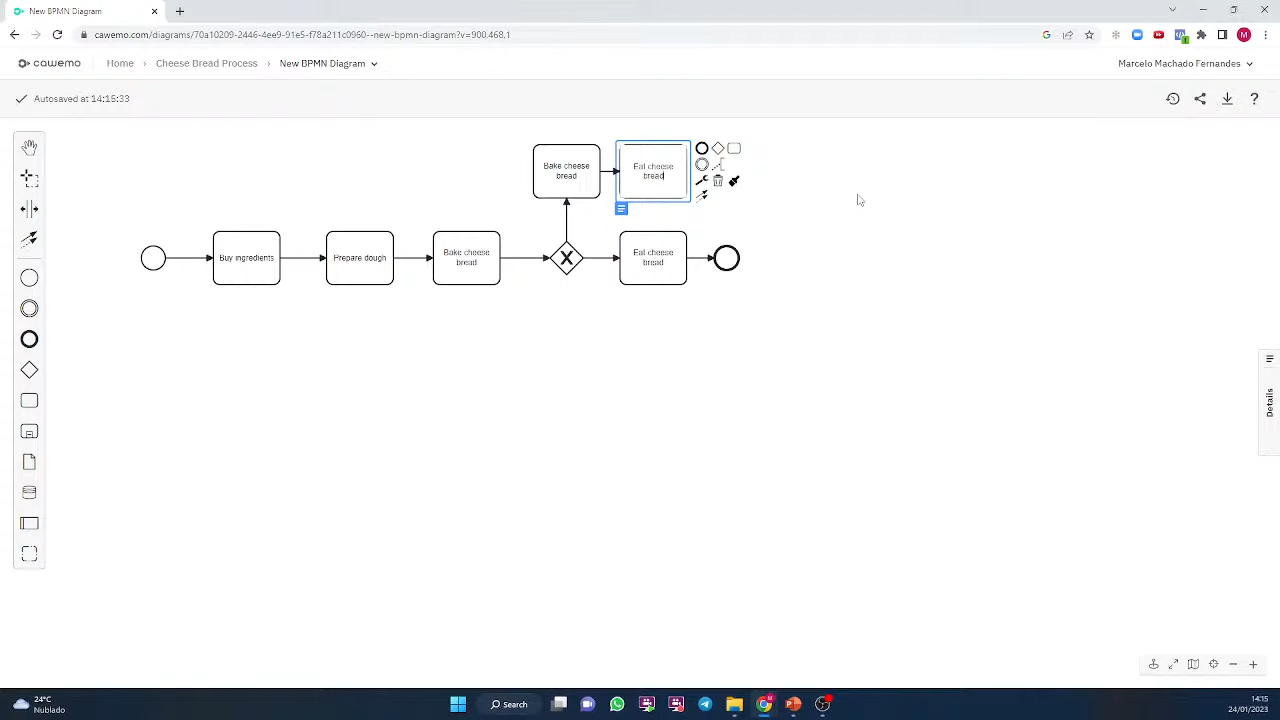 New BPMN Diagram
cawemo.com/diagrams/70a10209-2446-4ee9-91e5-f78a211c0960--new-bpmn-diagram?v=900.468,1
cawemo
Home
Cheese Bread Process
New BPMN Diagram
Marcelo Machado Fernandes
Autosaved at 14:15:33
Bake cheese
bread
Eat cheese
bread
Buy ingredients
Prepare dough
Bake cheese
bread
X
Eat cheese
bread
Details
24°C
Nublado
Search
14:15
24/01/2023